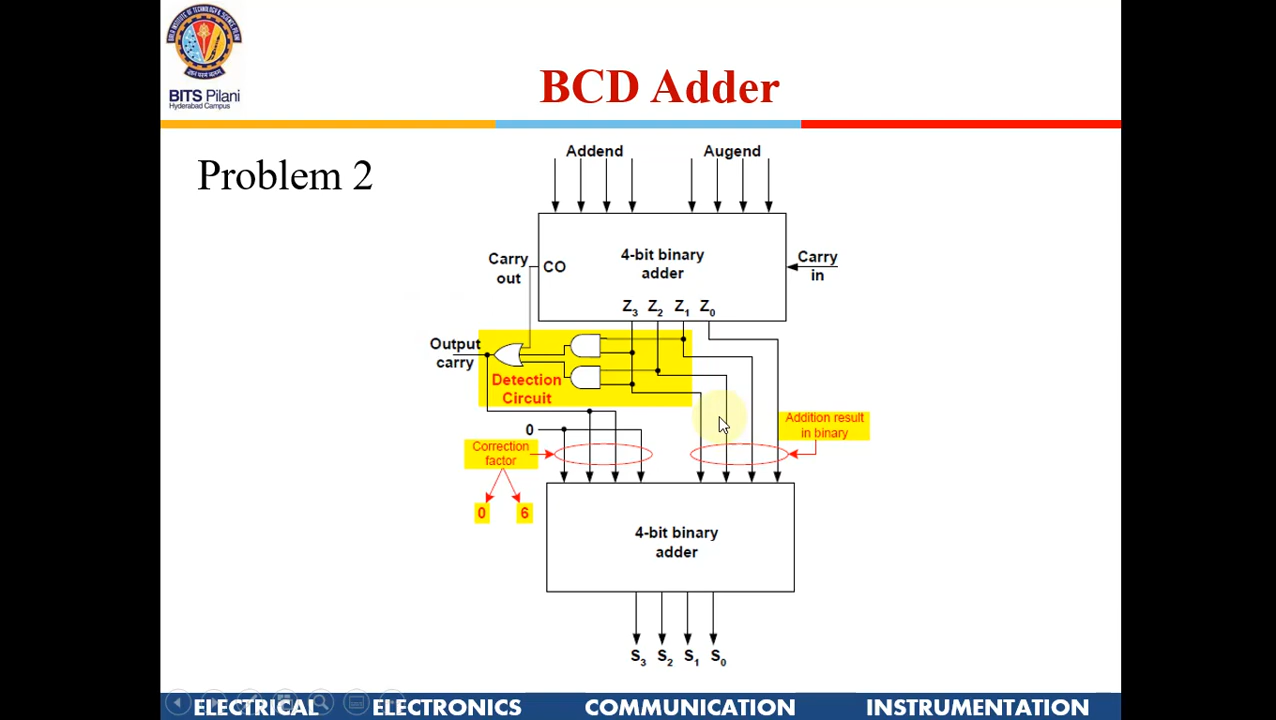 BITS Pilani
Hyderabad Campus
BCD Adder
Problem 2
Addend
Augend
Carry
out
CO
4-bit binary
adder
Carry
in
Z3 Z2 Z1 Z0
Output
carry
Detection
Circuit
0
Addition result
in binary
Correction
factor
0 6
4-bit binary
adder
S3 S2 S1 S0
ELECTRICAL ELECTRONICS COMMUNICATION INSTRUMENTATION